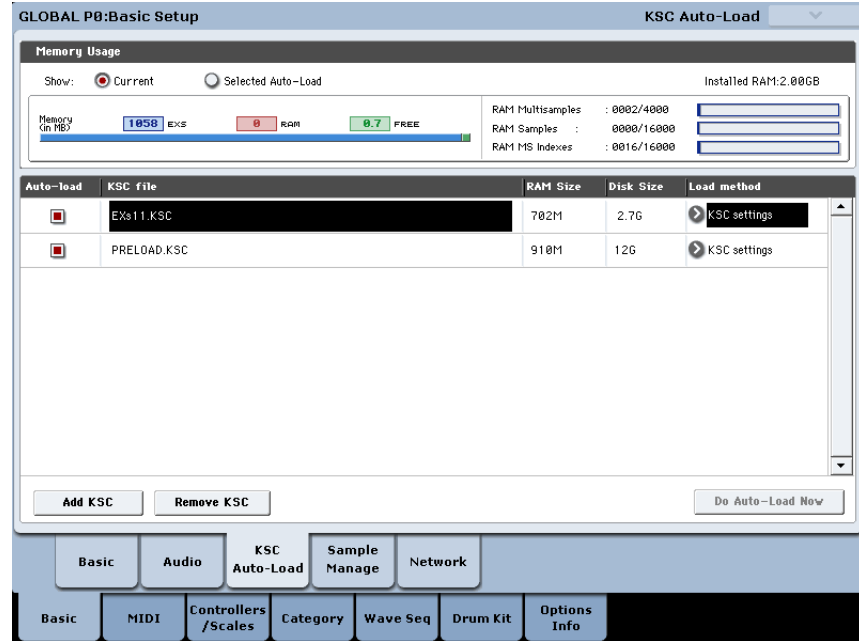 GLOBAL P0:Basic Setup KSC Auto-Load
Memory Usage
Show: Current Selected Auto-Load Installed RAM:2.00GB
Memory (in MB) 1058 EXS 0 RAM 0.7 FREE
RAM Multisamples : 0002/4000
RAM Samples : 0000/16000
RAM MS Indexes : 0016/16000
Auto-load KSC file RAM Size Disk Size Load method
EXs11.KSC 702M 2.7G KSC settings
PRELOAD.KSC 910M 12G KSC settings
Add KSC Remove KSC Do Auto-Load Now
Basic Audio KSC Auto-Load Sample Manage Network
Basic MIDI Controllers /Scales Category Wave Seq Drum Kit Options Info